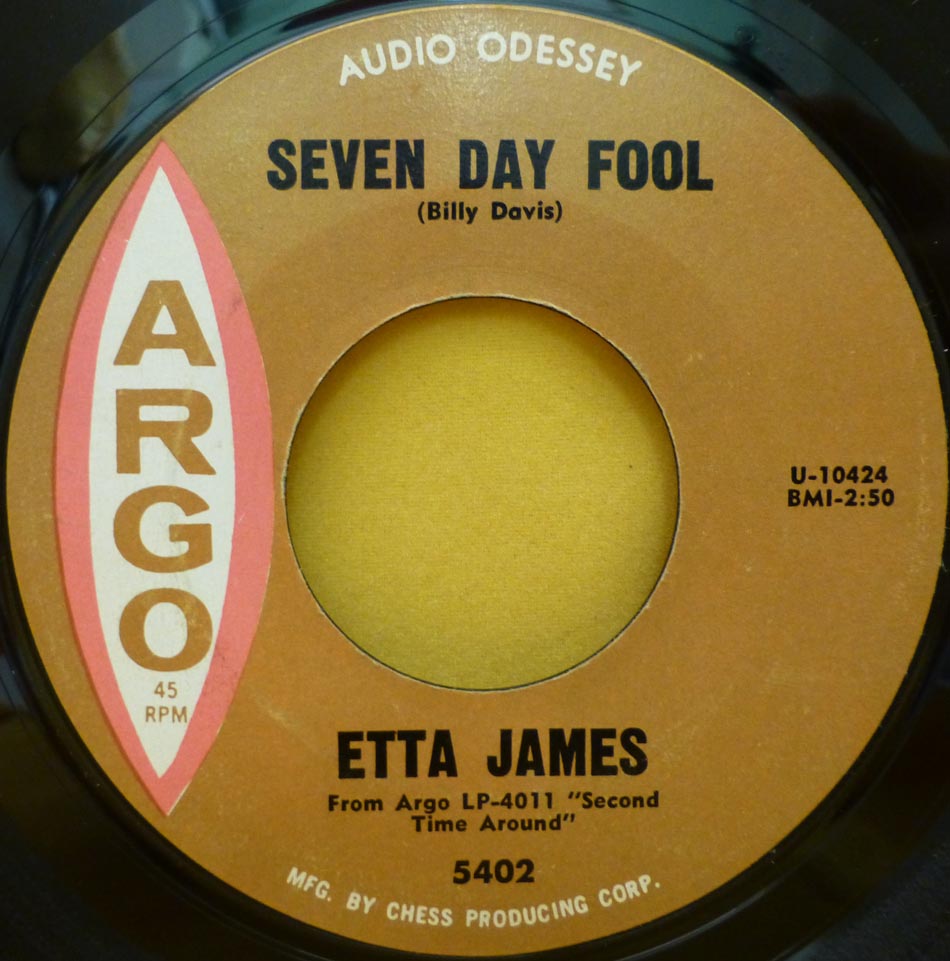 AUDIO ODESSEY
SEVEN DAY FOOL
(Billy Davis)
ARGO
45
RPM
U-10424
BMI-2:50
ETTA JAMES
From Argo LP-4011 "Second
Time Around"
5402
MFG. BY CHESS PRODUCING CORP.